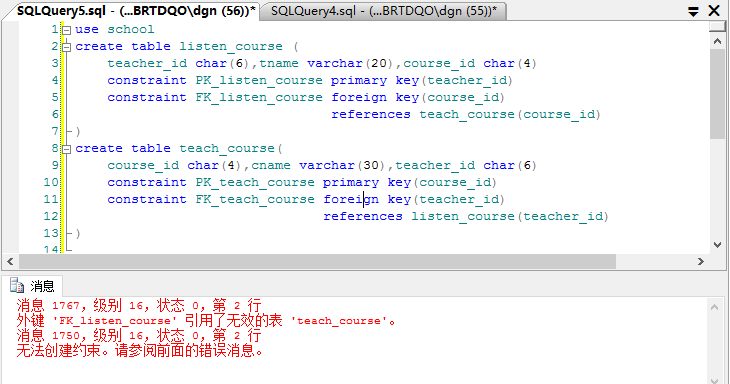 SQLQuery5.sql - (...BRTDQO\dgn (56))* SQLQuery4.sql - (...BRTDQO\dgn (55))*
1 use school
2 create table listen_course (
3 teacher_id char(6),tname varchar(20),course_id char(4)
4 constraint PK_listen_course primary key(teacher_id)
5 constraint FK_listen_course foreign key(course_id)
6 references teach_course(course_id)
7 )
8 create table teach_course(
9 course_id char(4),cname varchar(30),teacher_id char(6)
10 constraint PK_teach_course primary key(course_id)
11 constraint FK_teach_course foreign key(teacher_id)
12 references listen_course(teacher_id)
13 )
14
消息
消息 1767，级别 16，状态 0，第 2 行
外键 'FK_listen_course' 引用了无效的表 'teach_course'。
消息 1750，级别 16，状态 0，第 2 行
无法创建约束。请参阅前面的错误消息。